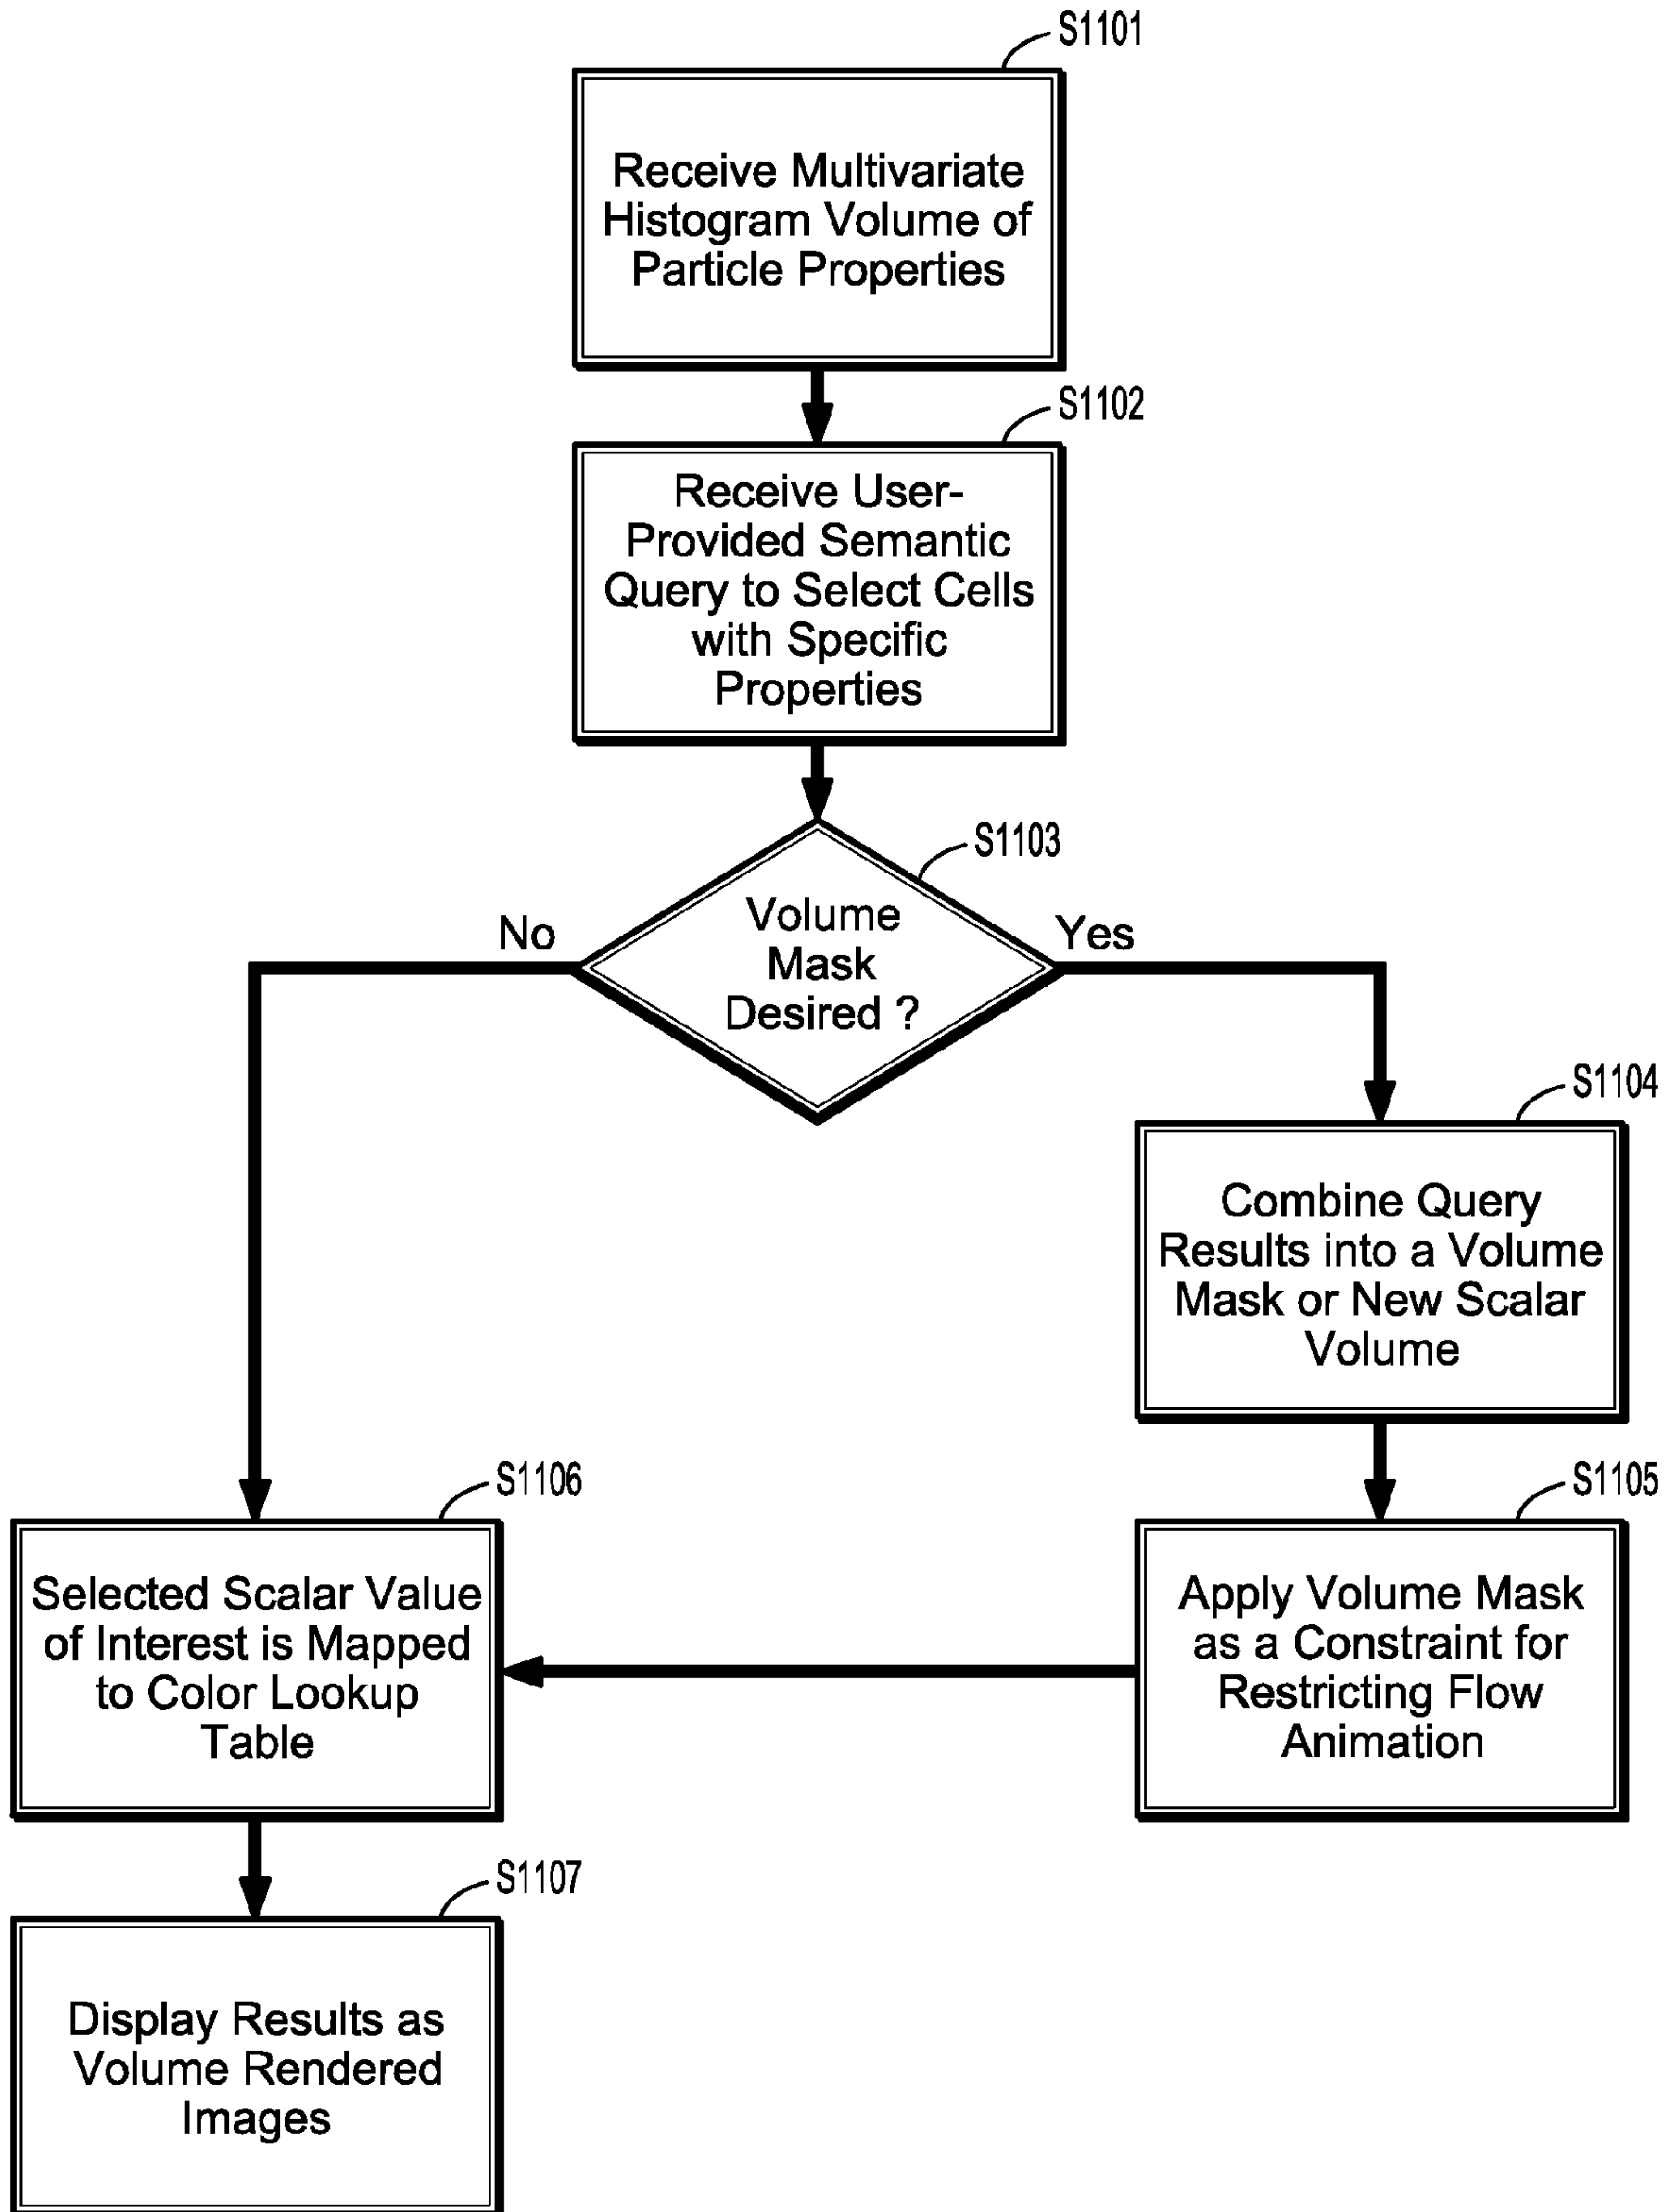 S1101
Receive Multivariate
Histogram Volume of
Particle Properties
S1102
Receive User-
Provided Semantic
Query to Select Cells
with Specific
Properties
S1103
Volume
Mask
Desired ?
No
Yes
S1104
Combine Query
Results into a Volume
Mask or New Scalar
Volume
S1105
Apply Volume Mask
as a Constraint for
Restricting Flow
Animation
S1106
Selected Scalar Value
of Interest is Mapped
to Color Lookup
Table
S1107
Display Results as
Volume Rendered
Images